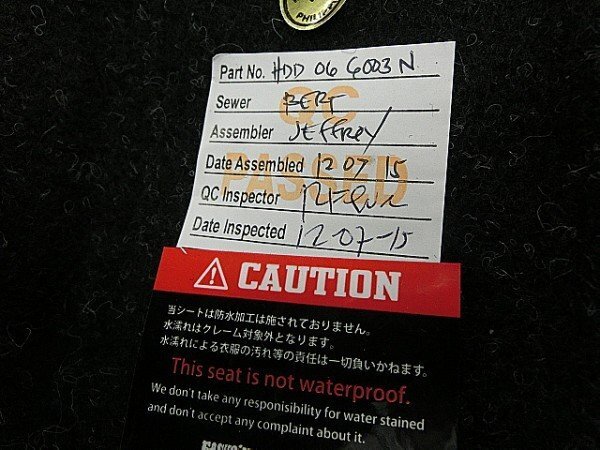 Part No. HDD 06 6003 N
Sewer BERT
Assembler JEFFREY
Date Assembled 12 07 15
QC Inspector
Date Inspected 12-07-15
QC
PASSED
CAUTION
当シートは防水加工は施されておりません。
水濡れはクレーム対象外となります。
水濡れによる衣服の汚れ等の責任は一切負いかねます。
This seat is not waterproof.
We don't take any responisibility for water stained
and don't accept any complaint about it.